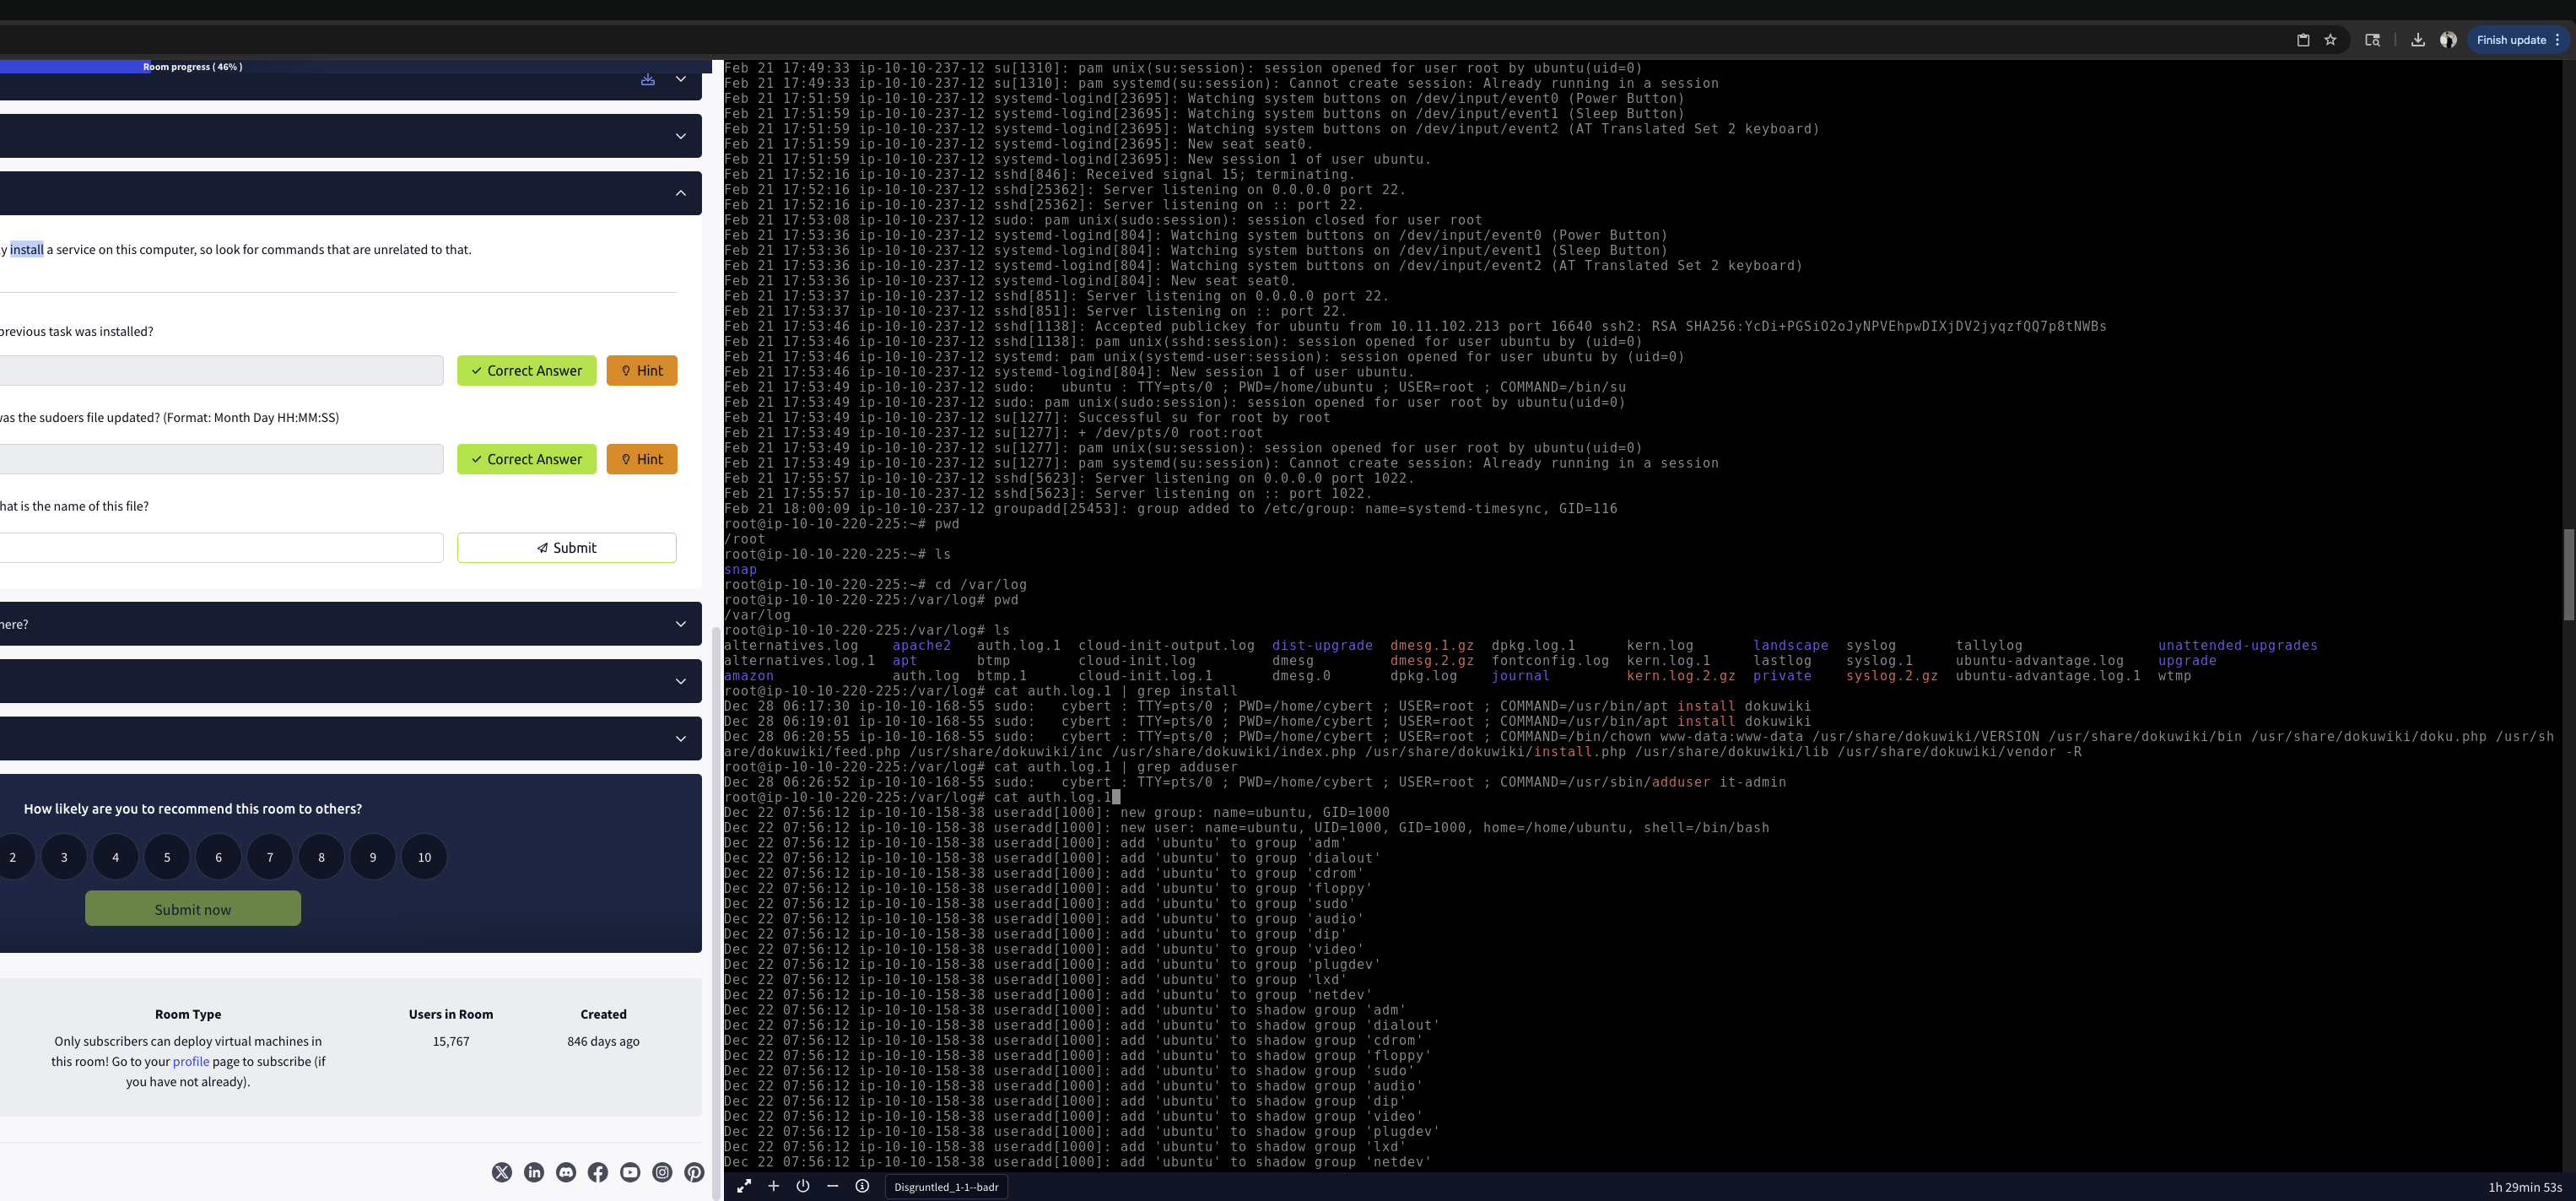 Finish update
Room progress ( 46% )
y install a service on this computer, so look for commands that are unrelated to that.
previous task was installed?
Correct Answer
Hint
was the sudoers file updated? (Format: Month Day HH:MM:SS)
Correct Answer
Hint
hat is the name of this file?
Submit
here?
How likely are you to recommend this room to others?
2 3 4 5 6 7 8 9 10
Submit now
Room Type
Only subscribers can deploy virtual machines in
this room! Go to your profile page to subscribe (if
you have not already).
Users in Room
15,767
Created
846 days ago
Feb 21 17:49:33 ip-10-10-237-12 su[1310]: pam unix(su:session): session opened for user root by ubuntu(uid=0)
Feb 21 17:49:33 ip-10-10-237-12 su[1310]: pam systemd(su:session): Cannot create session: Already running in a session
Feb 21 17:51:59 ip-10-10-237-12 systemd-logind[23695]: Watching system buttons on /dev/input/event0 (Power Button)
Feb 21 17:51:59 ip-10-10-237-12 systemd-logind[23695]: Watching system buttons on /dev/input/event1 (Sleep Button)
Feb 21 17:51:59 ip-10-10-237-12 systemd-logind[23695]: Watching system buttons on /dev/input/event2 (AT Translated Set 2 keyboard)
Feb 21 17:51:59 ip-10-10-237-12 systemd-logind[23695]: New seat seat0.
Feb 21 17:51:59 ip-10-10-237-12 systemd-logind[23695]: New session 1 of user ubuntu.
Feb 21 17:52:16 ip-10-10-237-12 sshd[846]: Received signal 15; terminating.
Feb 21 17:52:16 ip-10-10-237-12 sshd[25362]: Server listening on 0.0.0.0 port 22.
Feb 21 17:52:16 ip-10-10-237-12 sshd[25362]: Server listening on :: port 22.
Feb 21 17:53:08 ip-10-10-237-12 sudo: pam unix(sudo:session): session closed for user root
Feb 21 17:53:36 ip-10-10-237-12 systemd-logind[804]: Watching system buttons on /dev/input/event0 (Power Button)
Feb 21 17:53:36 ip-10-10-237-12 systemd-logind[804]: Watching system buttons on /dev/input/event1 (Sleep Button)
Feb 21 17:53:36 ip-10-10-237-12 systemd-logind[804]: Watching system buttons on /dev/input/event2 (AT Translated Set 2 keyboard)
Feb 21 17:53:36 ip-10-10-237-12 systemd-logind[804]: New seat seat0.
Feb 21 17:53:37 ip-10-10-237-12 sshd[851]: Server listening on 0.0.0.0 port 22.
Feb 21 17:53:37 ip-10-10-237-12 sshd[851]: Server listening on :: port 22.
Feb 21 17:53:46 ip-10-10-237-12 sshd[1138]: Accepted publickey for ubuntu from 10.11.102.213 port 16640 ssh2: RSA SHA256:YcDi+PGSiO2oJyNPVEhpwDIXjDV2jyqzfQQ7p8tNWBs
Feb 21 17:53:46 ip-10-10-237-12 sshd[1138]: pam unix(sshd:session): session opened for user ubuntu by (uid=0)
Feb 21 17:53:46 ip-10-10-237-12 systemd: pam unix(systemd-user:session): session opened for user ubuntu by (uid=0)
Feb 21 17:53:46 ip-10-10-237-12 systemd-logind[804]: New session 1 of user ubuntu.
Feb 21 17:53:49 ip-10-10-237-12 sudo:   ubuntu : TTY=pts/0 ; PWD=/home/ubuntu ; USER=root ; COMMAND=/bin/su
Feb 21 17:53:49 ip-10-10-237-12 sudo: pam unix(sudo:session): session opened for user root by ubuntu(uid=0)
Feb 21 17:53:49 ip-10-10-237-12 su[1277]: Successful su for root by root
Feb 21 17:53:49 ip-10-10-237-12 su[1277]: + /dev/pts/0 root:root
Feb 21 17:53:49 ip-10-10-237-12 su[1277]: pam unix(su:session): session opened for user root by ubuntu(uid=0)
Feb 21 17:53:49 ip-10-10-237-12 su[1277]: pam systemd(su:session): Cannot create session: Already running in a session
Feb 21 17:55:57 ip-10-10-237-12 sshd[5623]: Server listening on 0.0.0.0 port 1022.
Feb 21 17:55:57 ip-10-10-237-12 sshd[5623]: Server listening on :: port 1022.
Feb 21 18:00:09 ip-10-10-237-12 groupadd[25453]: group added to /etc/group: name=systemd-timesync, GID=116
root@ip-10-10-220-225:~# pwd
/root
root@ip-10-10-220-225:~# ls
snap
root@ip-10-10-220-225:~# cd /var/log
root@ip-10-10-220-225:/var/log# pwd
/var/log
root@ip-10-10-220-225:/var/log# ls
alternatives.log apache2 auth.log.1 cloud-init-output.log dist-upgrade dmesg.1.gz dpkg.log.1 kern.log landscape syslog tallylog unattended-upgrades
alternatives.log.1 apt btmp cloud-init.log dmesg dmesg.2.gz fontconfig.log kern.log.1 lastlog syslog.1 ubuntu-advantage.log upgrade
amazon auth.log btmp.1 cloud-init.log.1 dmesg.0 dpkg.log journal kern.log.2.gz private syslog.2.gz ubuntu-advantage.log.1 wtmp
root@ip-10-10-220-225:/var/log# cat auth.log.1 | grep install
Dec 28 06:17:30 ip-10-10-168-55 sudo:   cybert : TTY=pts/0 ; PWD=/home/cybert ; USER=root ; COMMAND=/usr/bin/apt install dokuwiki
Dec 28 06:19:01 ip-10-10-168-55 sudo:   cybert : TTY=pts/0 ; PWD=/home/cybert ; USER=root ; COMMAND=/usr/bin/apt install dokuwiki
Dec 28 06:20:55 ip-10-10-168-55 sudo:   cybert : TTY=pts/0 ; PWD=/home/cybert ; USER=root ; COMMAND=/bin/chown www-data:www-data /usr/share/dokuwiki/VERSION /usr/share/dokuwiki/bin /usr/share/dokuwiki/doku.php /usr/sh
are/dokuwiki/feed.php /usr/share/dokuwiki/inc /usr/share/dokuwiki/index.php /usr/share/dokuwiki/install.php /usr/share/dokuwiki/lib /usr/share/dokuwiki/vendor -R
root@ip-10-10-220-225:/var/log# cat auth.log.1 | grep adduser
Dec 28 06:26:52 ip-10-10-168-55 sudo:   cybert : TTY=pts/0 ; PWD=/home/cybert ; USER=root ; COMMAND=/usr/sbin/adduser it-admin
root@ip-10-10-220-225:/var/log# cat auth.log.1
Dec 22 07:56:12 ip-10-10-158-38 useradd[1000]: new group: name=ubuntu, GID=1000
Dec 22 07:56:12 ip-10-10-158-38 useradd[1000]: new user: name=ubuntu, UID=1000, GID=1000, home=/home/ubuntu, shell=/bin/bash
Dec 22 07:56:12 ip-10-10-158-38 useradd[1000]: add 'ubuntu' to group 'adm'
Dec 22 07:56:12 ip-10-10-158-38 useradd[1000]: add 'ubuntu' to group 'dialout'
Dec 22 07:56:12 ip-10-10-158-38 useradd[1000]: add 'ubuntu' to group 'cdrom'
Dec 22 07:56:12 ip-10-10-158-38 useradd[1000]: add 'ubuntu' to group 'floppy'
Dec 22 07:56:12 ip-10-10-158-38 useradd[1000]: add 'ubuntu' to group 'sudo'
Dec 22 07:56:12 ip-10-10-158-38 useradd[1000]: add 'ubuntu' to group 'audio'
Dec 22 07:56:12 ip-10-10-158-38 useradd[1000]: add 'ubuntu' to group 'dip'
Dec 22 07:56:12 ip-10-10-158-38 useradd[1000]: add 'ubuntu' to group 'video'
Dec 22 07:56:12 ip-10-10-158-38 useradd[1000]: add 'ubuntu' to group 'plugdev'
Dec 22 07:56:12 ip-10-10-158-38 useradd[1000]: add 'ubuntu' to group 'lxd'
Dec 22 07:56:12 ip-10-10-158-38 useradd[1000]: add 'ubuntu' to group 'netdev'
Dec 22 07:56:12 ip-10-10-158-38 useradd[1000]: add 'ubuntu' to shadow group 'adm'
Dec 22 07:56:12 ip-10-10-158-38 useradd[1000]: add 'ubuntu' to shadow group 'dialout'
Dec 22 07:56:12 ip-10-10-158-38 useradd[1000]: add 'ubuntu' to shadow group 'cdrom'
Dec 22 07:56:12 ip-10-10-158-38 useradd[1000]: add 'ubuntu' to shadow group 'floppy'
Dec 22 07:56:12 ip-10-10-158-38 useradd[1000]: add 'ubuntu' to shadow group 'sudo'
Dec 22 07:56:12 ip-10-10-158-38 useradd[1000]: add 'ubuntu' to shadow group 'audio'
Dec 22 07:56:12 ip-10-10-158-38 useradd[1000]: add 'ubuntu' to shadow group 'dip'
Dec 22 07:56:12 ip-10-10-158-38 useradd[1000]: add 'ubuntu' to shadow group 'video'
Dec 22 07:56:12 ip-10-10-158-38 useradd[1000]: add 'ubuntu' to shadow group 'plugdev'
Dec 22 07:56:12 ip-10-10-158-38 useradd[1000]: add 'ubuntu' to shadow group 'lxd'
Dec 22 07:56:12 ip-10-10-158-38 useradd[1000]: add 'ubuntu' to shadow group 'netdev'
Disgruntled_1-1--badr
1h 29min 53s